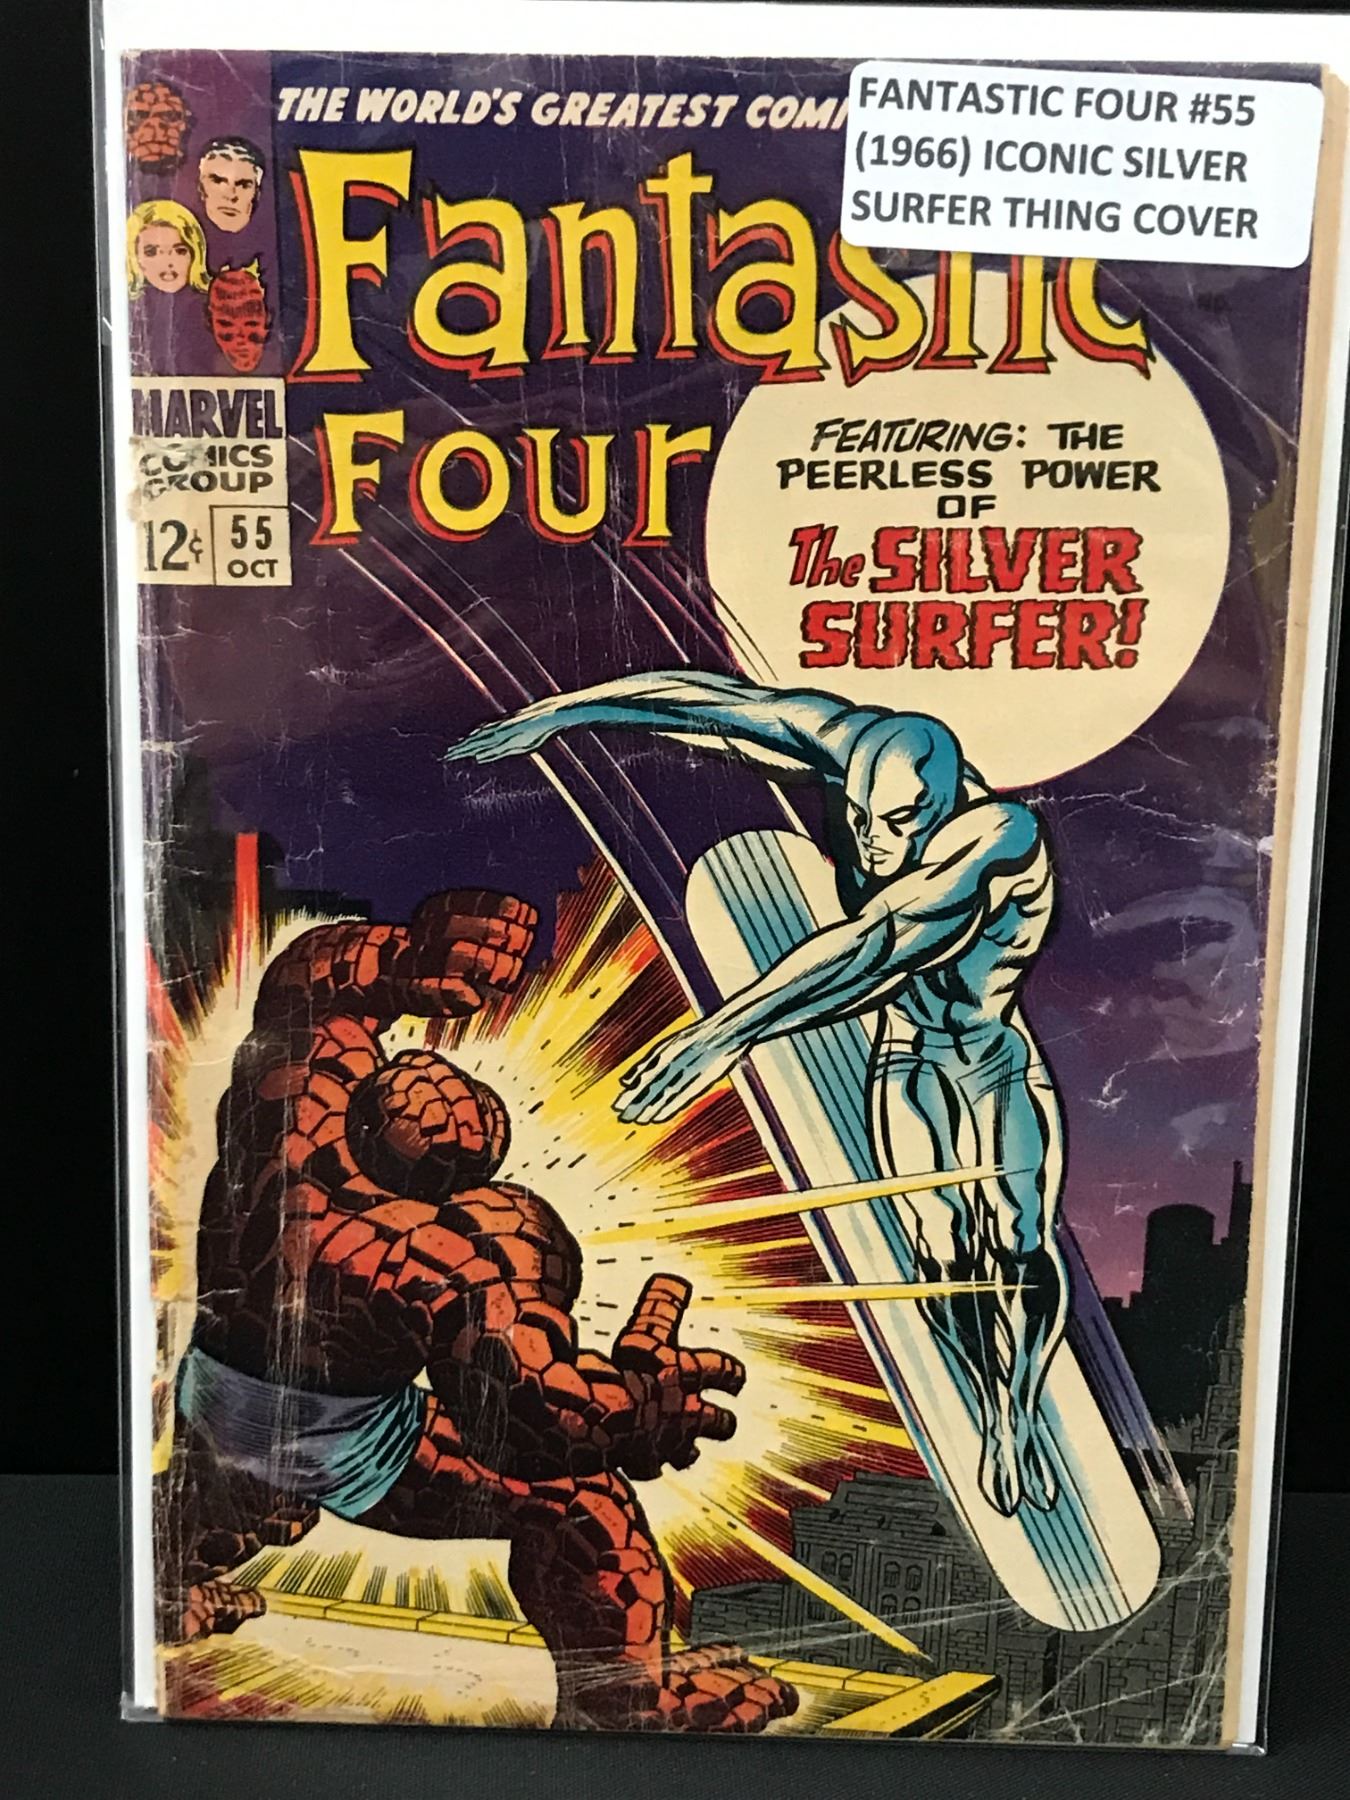 THE WORLD'S GREATEST COMI
FANTASTIC FOUR #55
(1966) ICONIC SILVER
SURFER THING COVER
Fantastic
Four
MARVEL
COMICS
GROUP
12¢
55
OCT
FEATURING: THE
PEERLESS POWER
OF
The SILVER
SURFER!